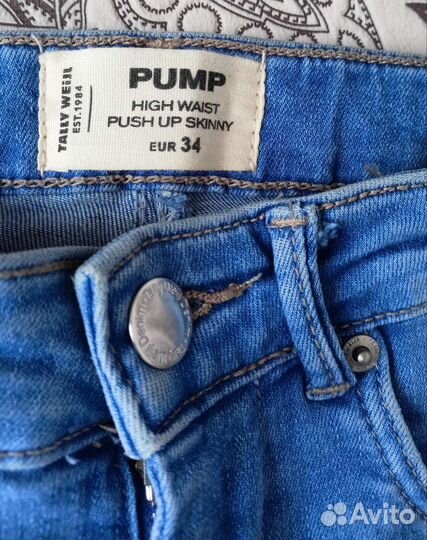 TALLY WEiJL
EST.1984
PUMP
HIGH WAIST
PUSH UP SKINNY
EUR 34
Avito